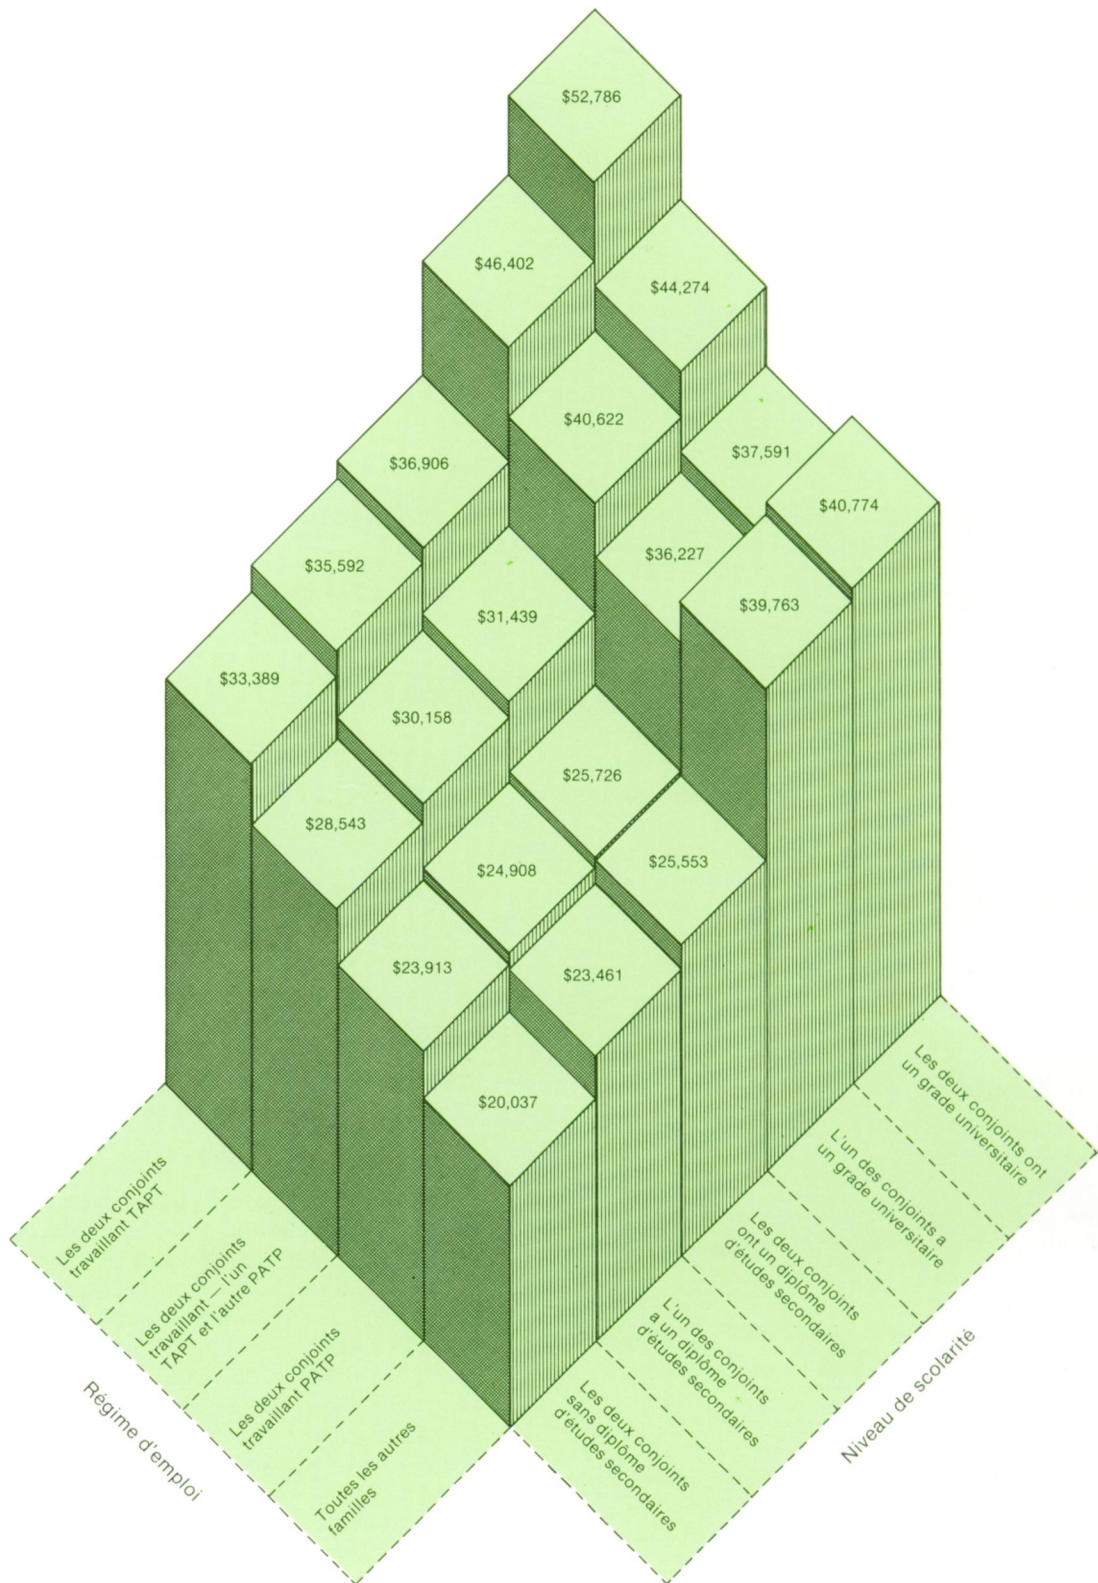 $52,786
$46,402
$44,274
$40,622
$36,906
$37,591
$40,774
$35,592
$36,227
$31,439
$39,763
$33,389
$30,158
$25,726
$28,543
$24,908
$25,553
$23,913
$23,461
$20,037
Les deux conjoints
travaillant TAPT
Les deux conjoints
travaillant — l'un
TAPT et l'autre PATP
Les deux conjoints
travaillant PATP
Toutes les autres
familles
Régime d'emploi
Les deux conjoints ont
un grade universitaire
L'un des conjoints a
un grade universitaire
Les deux conjoints
ont un diplôme
d'études secondaires
L'un des conjoints
a un diplôme
d'études secondaires
Les deux conjoints
sans diplôme
d'études secondaires
Niveau de scolarité